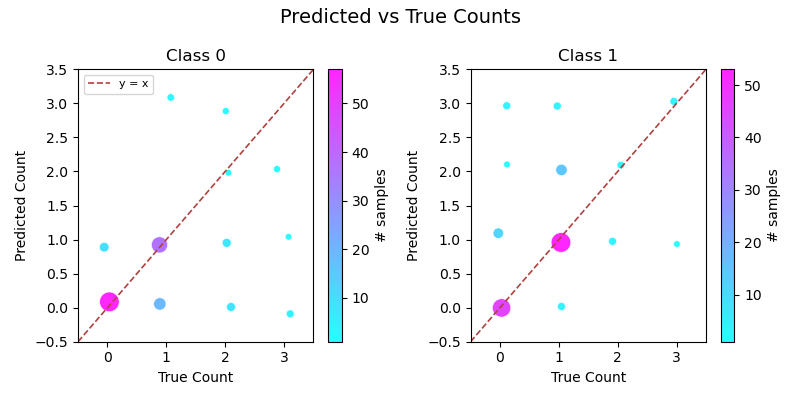 Predicted vs True Counts
Class 0
y = x
3.5
3.0
2.5
2.0
1.5
1.0
0.5
0.0
−0.5
Predicted Count
0 1 2 3
True Count
50
40
30
20
10
# samples
Class 1
3.5
3.0
2.5
2.0
1.5
1.0
0.5
0.0
−0.5
Predicted Count
0 1 2 3
True Count
50
40
30
20
10
# samples